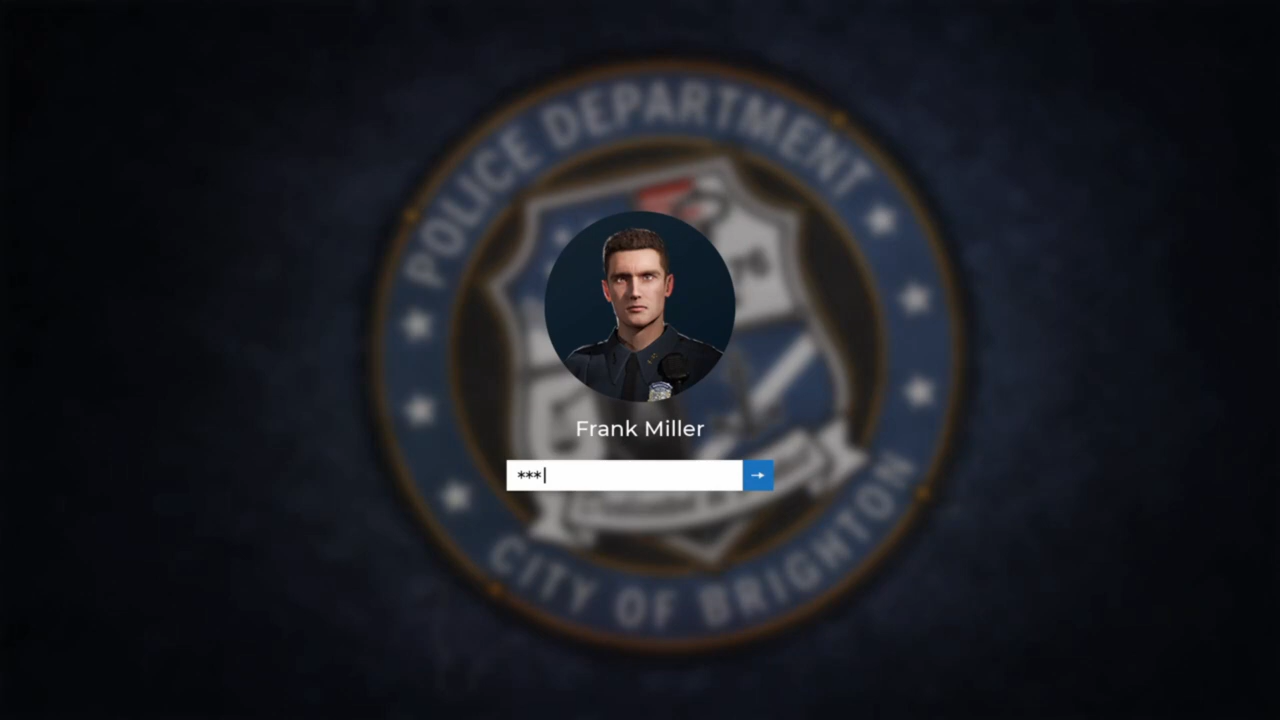 POLICE DEPARTMENT
Frank Miller
***
→
CITY OF BRIGHTON